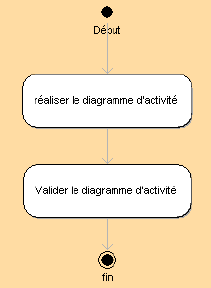 Début
réaliser le diagramme d'activité
Valider le diagramme d'activité
fin